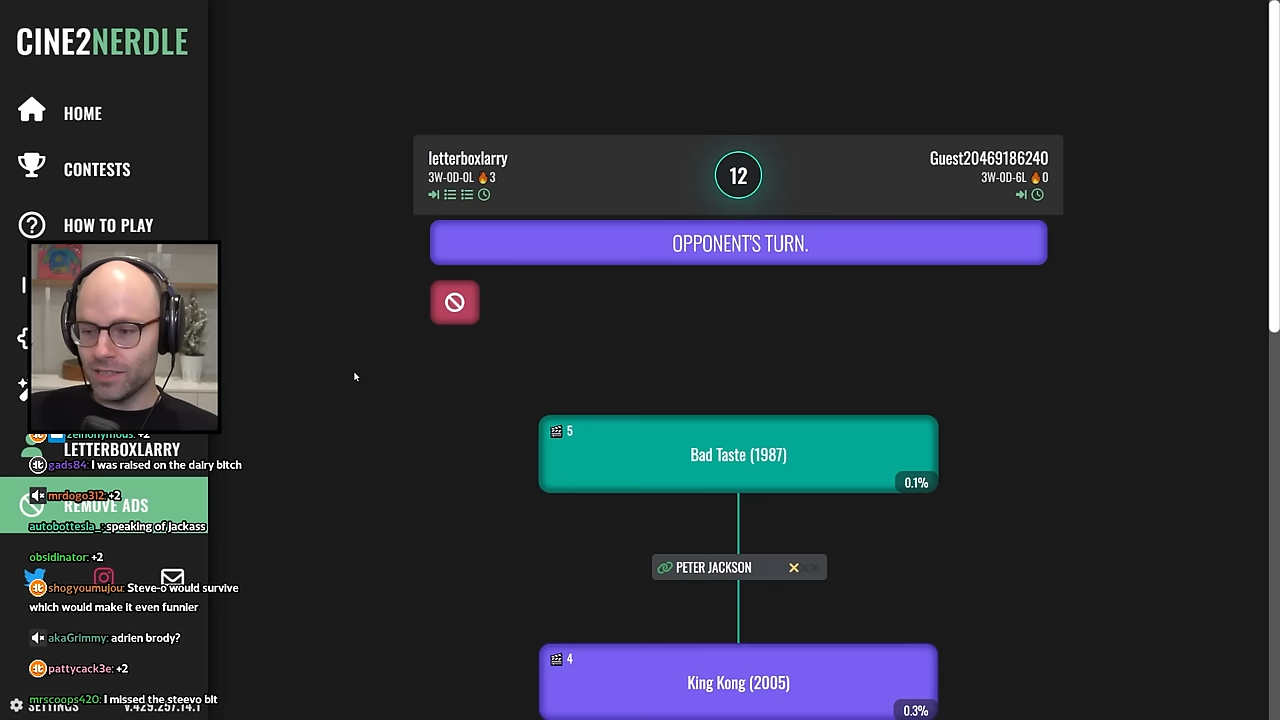 CINE2NERDLE
HOME
CONTESTS
HOW TO PLAY
letterboxlarry
3W-0D-0L 3
12
Guest20469186240
3W-0D-6L 0
OPPONENT'S TURN.
5
Bad Taste (1987)
0.1%
PETER JACKSON
4
King Kong (2005)
0.3%
zeinonymous: +2
LETTERBOXLARRY
gads84: I was raised on the dairy bitch
mrdogo312: +2
REMOVE ADS
autobottesla_: speaking of jackass
obsidinator: +2
shogyoumujou: Steve-o would survive
which would make it even funnier
akaGrimmy: adrien brody?
pattycack3e: +2
mrscoops420: I missed the steevo bit
SETTINGS